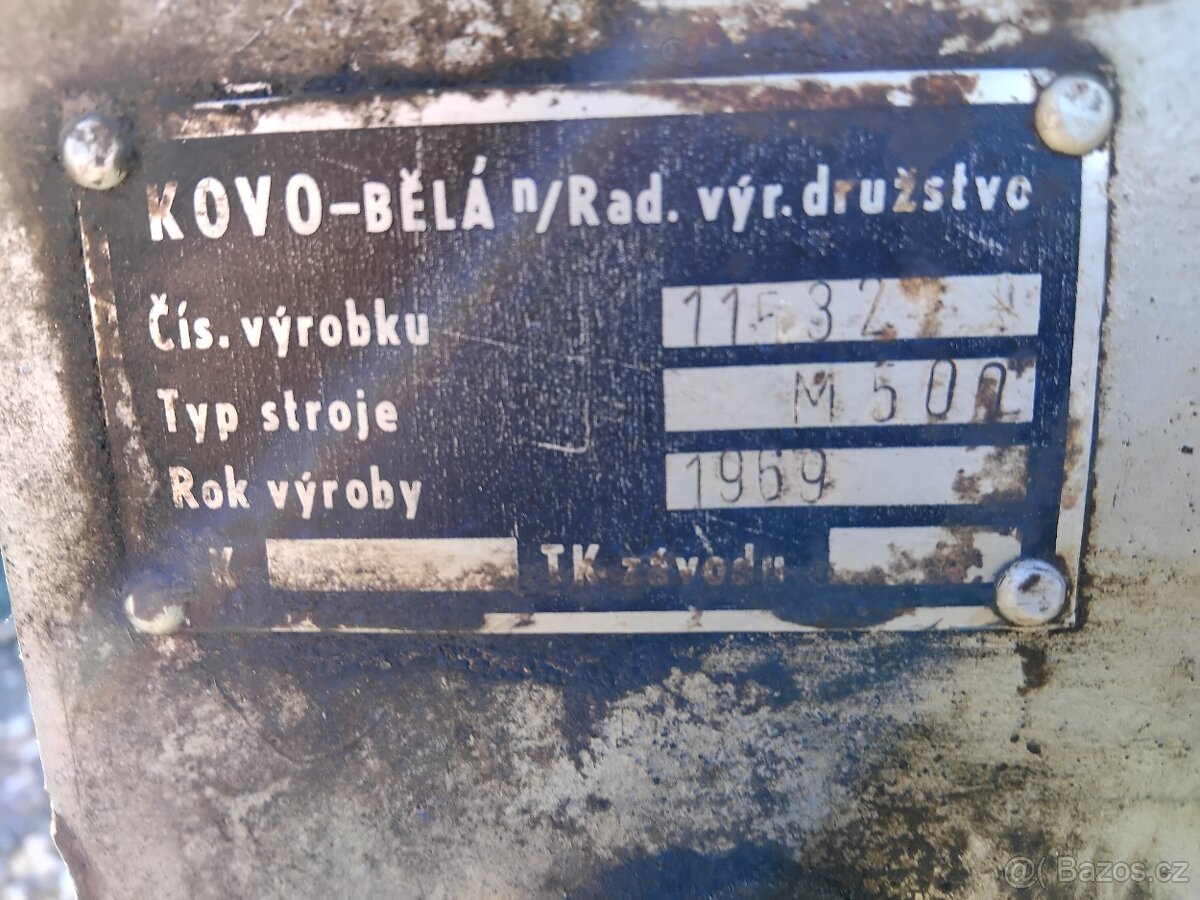 KOVO-BĚLÁ n/Rad. výr. družstvo
Čís. výrobku 11532
Typ stroje M 500
Rok výroby 1969
K TK závodu
Bazos.cz